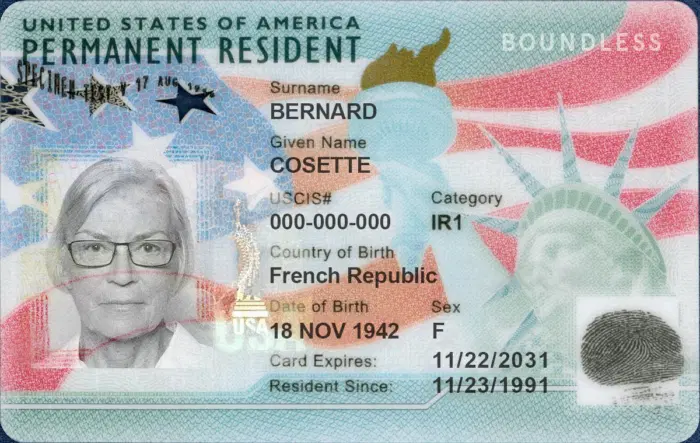 UNITED STATES OF AMERICA
PERMANENT RESIDENT
BOUNDLESS
SPECIMEN TEST V 17 AUG
Surname
BERNARD
Given Name
COSETTE
USCIS# Category
000-000-000 IR1
Country of Birth
French Republic
Date of Birth Sex
18 NOV 1942 F
USA
Card Expires: 11/22/2031
Resident Since: 11/23/1991